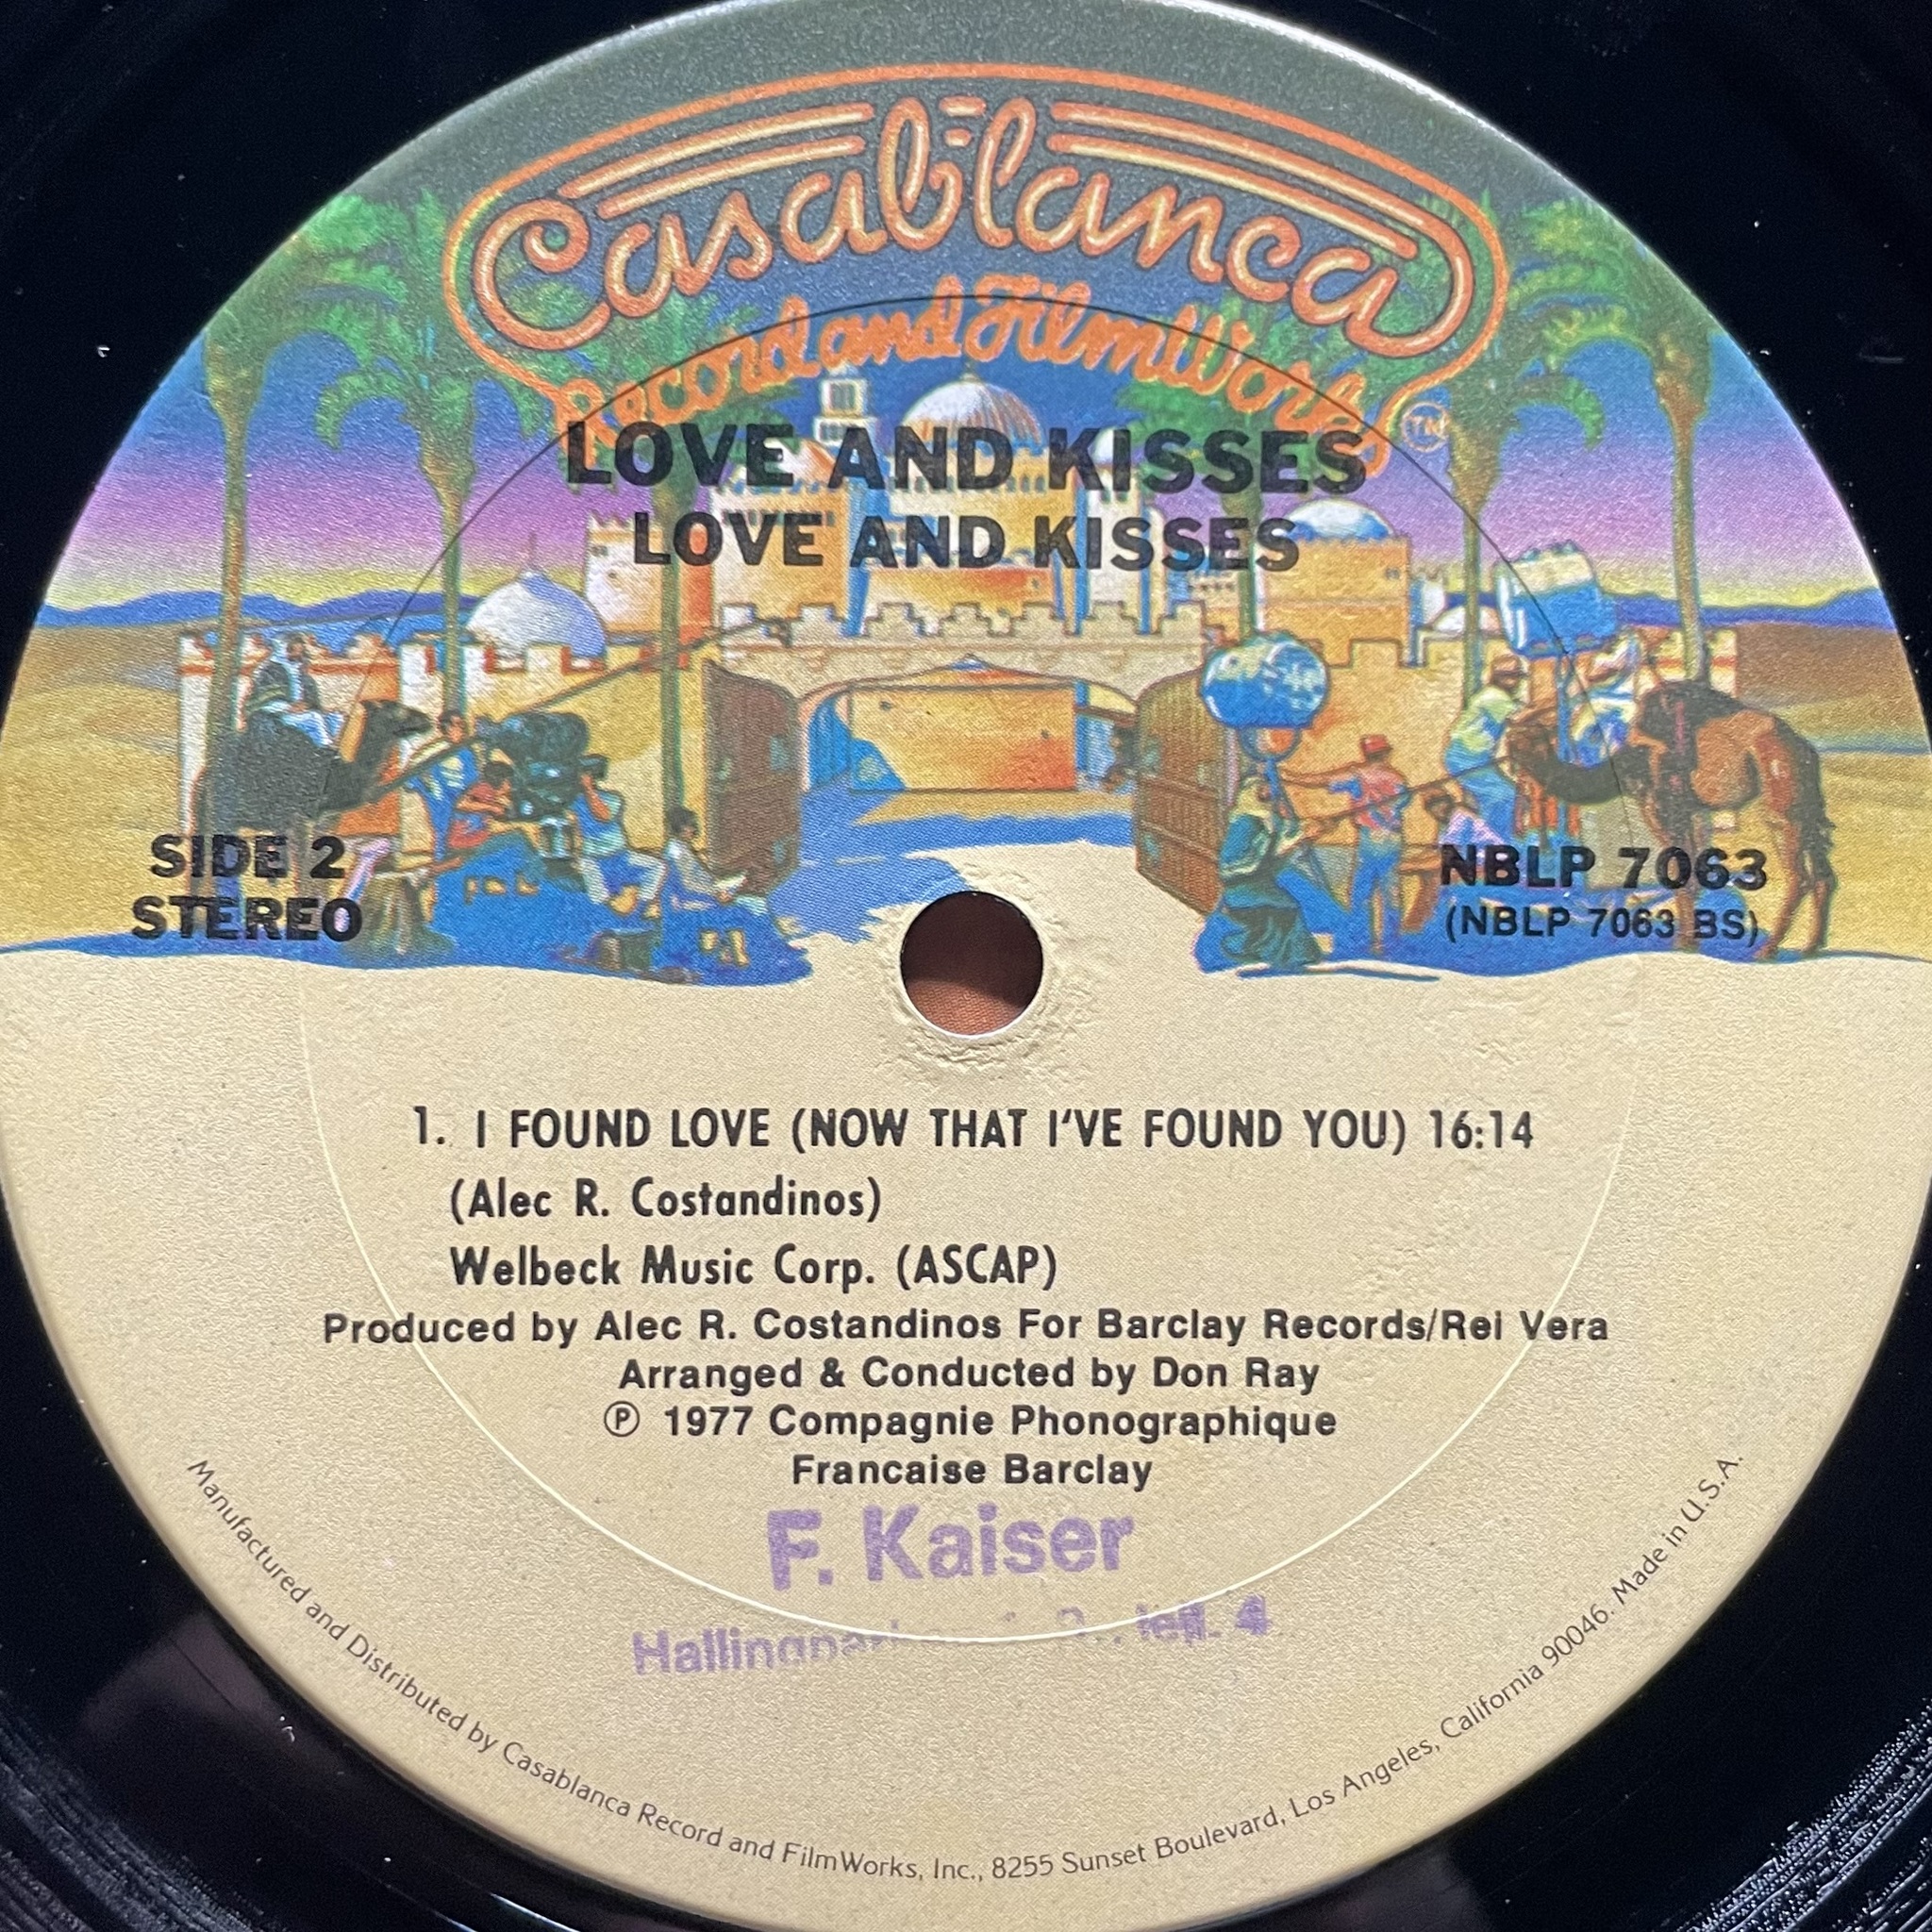 Casablanca
Record and FilmWorks
TM
LOVE AND KISSES
LOVE AND KISSES
SIDE 2
STEREO
NBLP 7063
(NBLP 7063 BS)
1. I FOUND LOVE (NOW THAT I'VE FOUND YOU) 16:14
(Alec R. Costandinos)
Welbeck Music Corp. (ASCAP)
Produced by Alec R. Costandinos For Barclay Records/Rei Vera
Arranged & Conducted by Don Ray
Ⓟ 1977 Compagnie Phonographique
Francaise Barclay
F. Kaiser
4
Manufactured and Distributed by Casablanca Record and FilmWorks, Inc., 8255 Sunset Boulevard, Los Angeles, California 90046. Made in U.S.A.